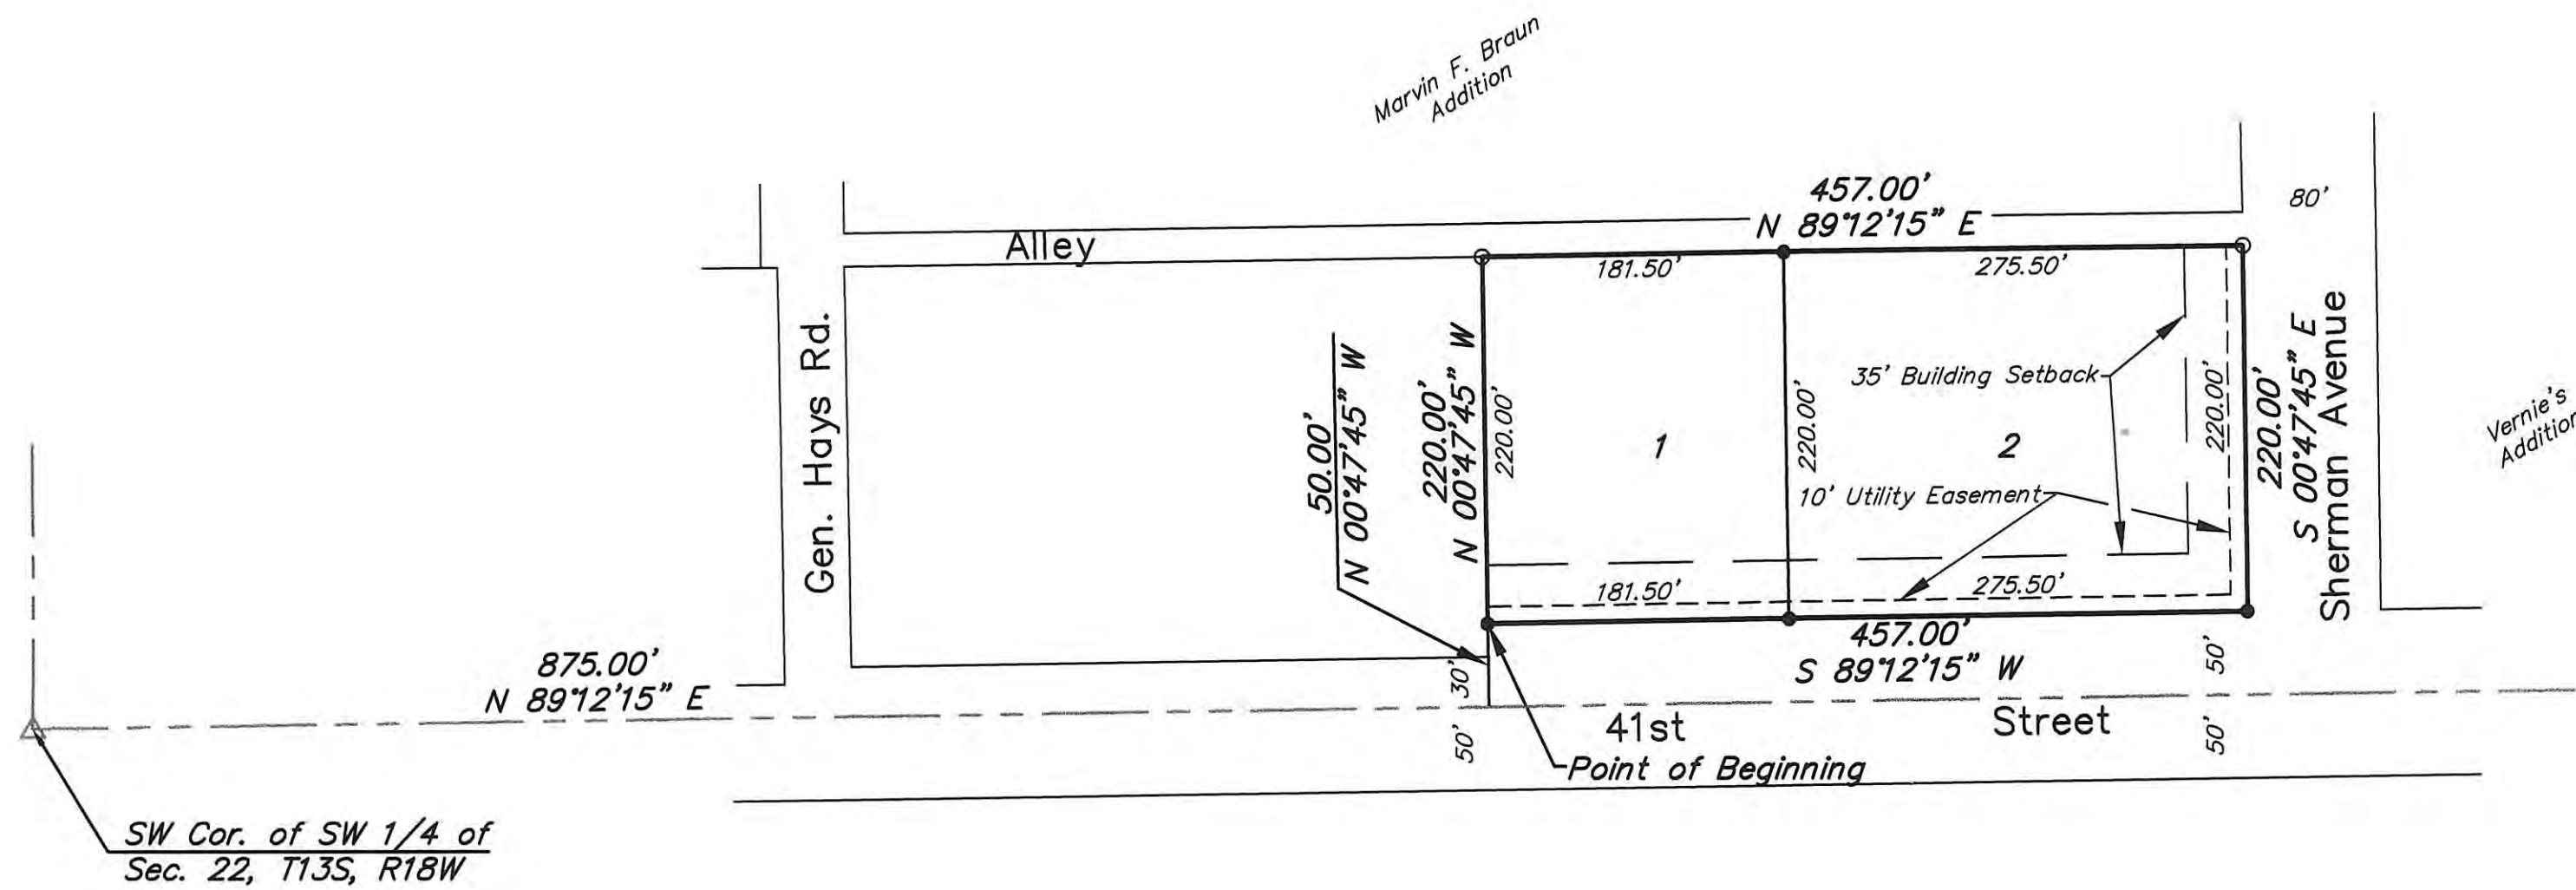 Marvin F. Braun
Addition
457.00'
N 89°12'15" E
80'
Alley
181.50'
275.50'
Gen. Hays Rd.
50.00'
N 00°47'45" W
220.00'
N 00°47'45" W
220.00'
1
220.00'
35' Building Setback
2
10' Utility Easement
220.00'
220.00'
S 00°47'45" E
Sherman Avenue
Vernie's
Addition
181.50'
275.50'
457.00'
S 89°12'15" W
875.00'
N 89°12'15" E
30'
50'
50'
50'
41st Street
Point of Beginning
SW Cor. of SW 1/4 of
Sec. 22, T13S, R18W